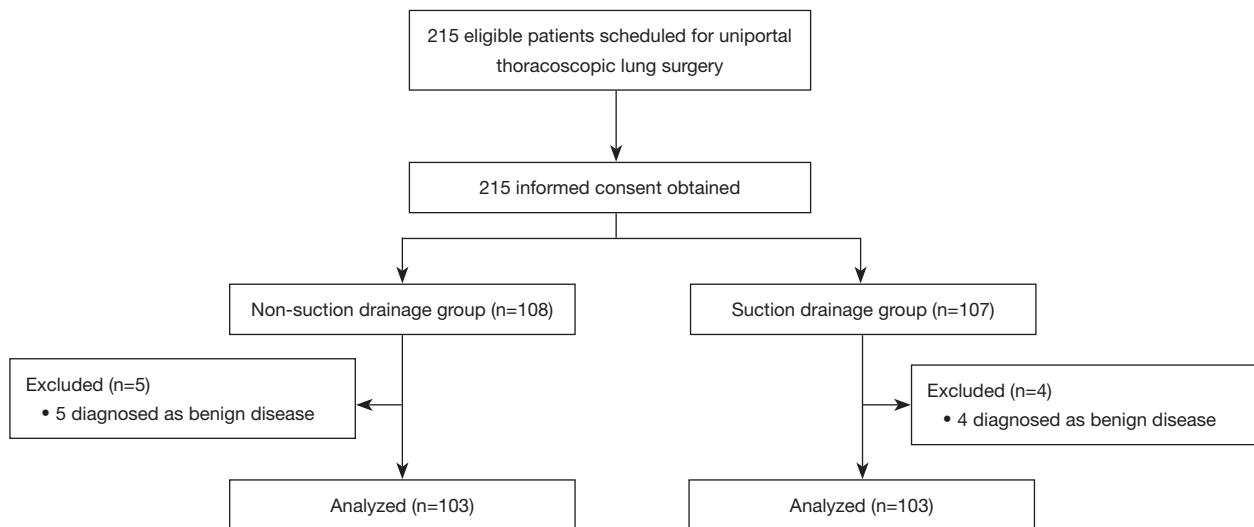 215 eligible patients scheduled for uniportal
thoracoscopic lung surgery
215 informed consent obtained
Non-suction drainage group (n=108)
Suction drainage group (n=107)
Excluded (n=5)
• 5 diagnosed as benign disease
Excluded (n=4)
• 4 diagnosed as benign disease
Analyzed (n=103)
Analyzed (n=103)